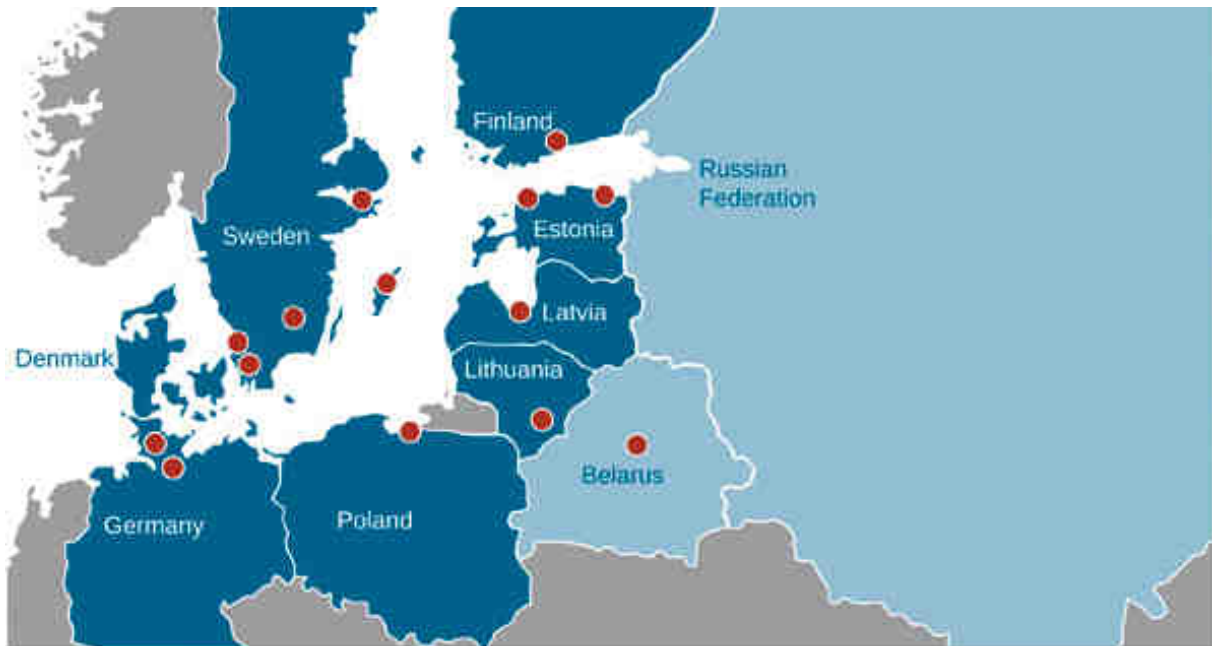 Finland
Russian
Federation
Sweden
Estonia
Latvia
Denmark
Lithuania
Belarus
Germany
Poland